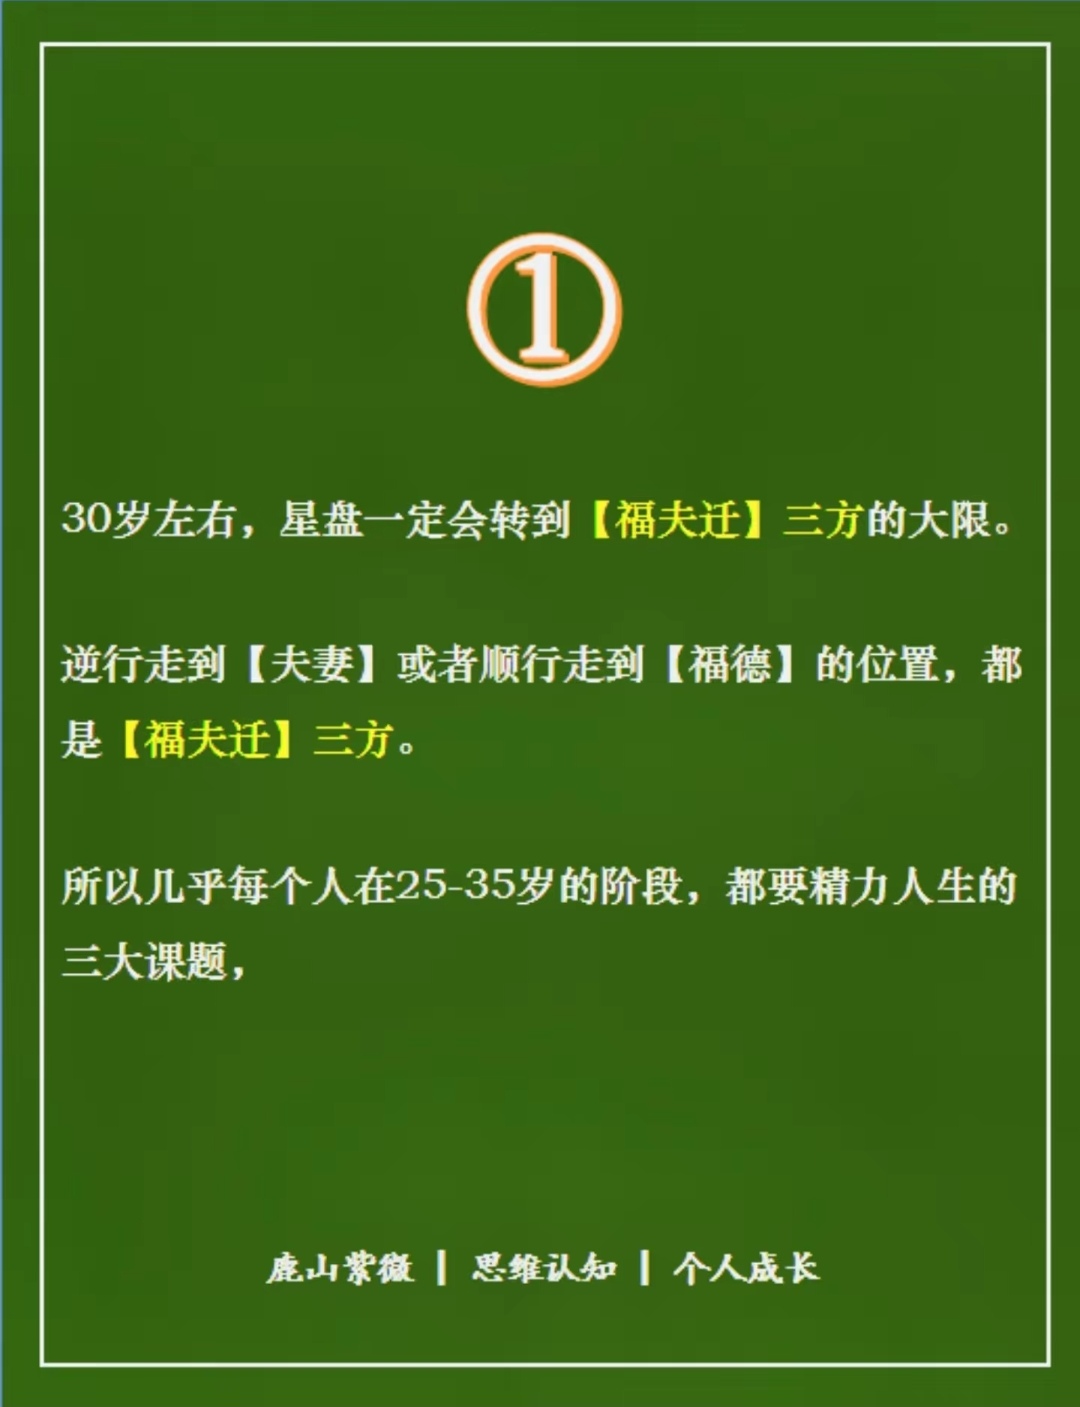 ①
30岁左右，星盘一定会转到【福夫迁】三方的大限。
逆行走到【夫妻】或者顺行走到【福德】的位置，都
是【福夫迁】三方。
所以几乎每个人在25-35岁的阶段，都要精力人生的
三大课题，
鹿山紫微 | 思维认知 | 个人成长